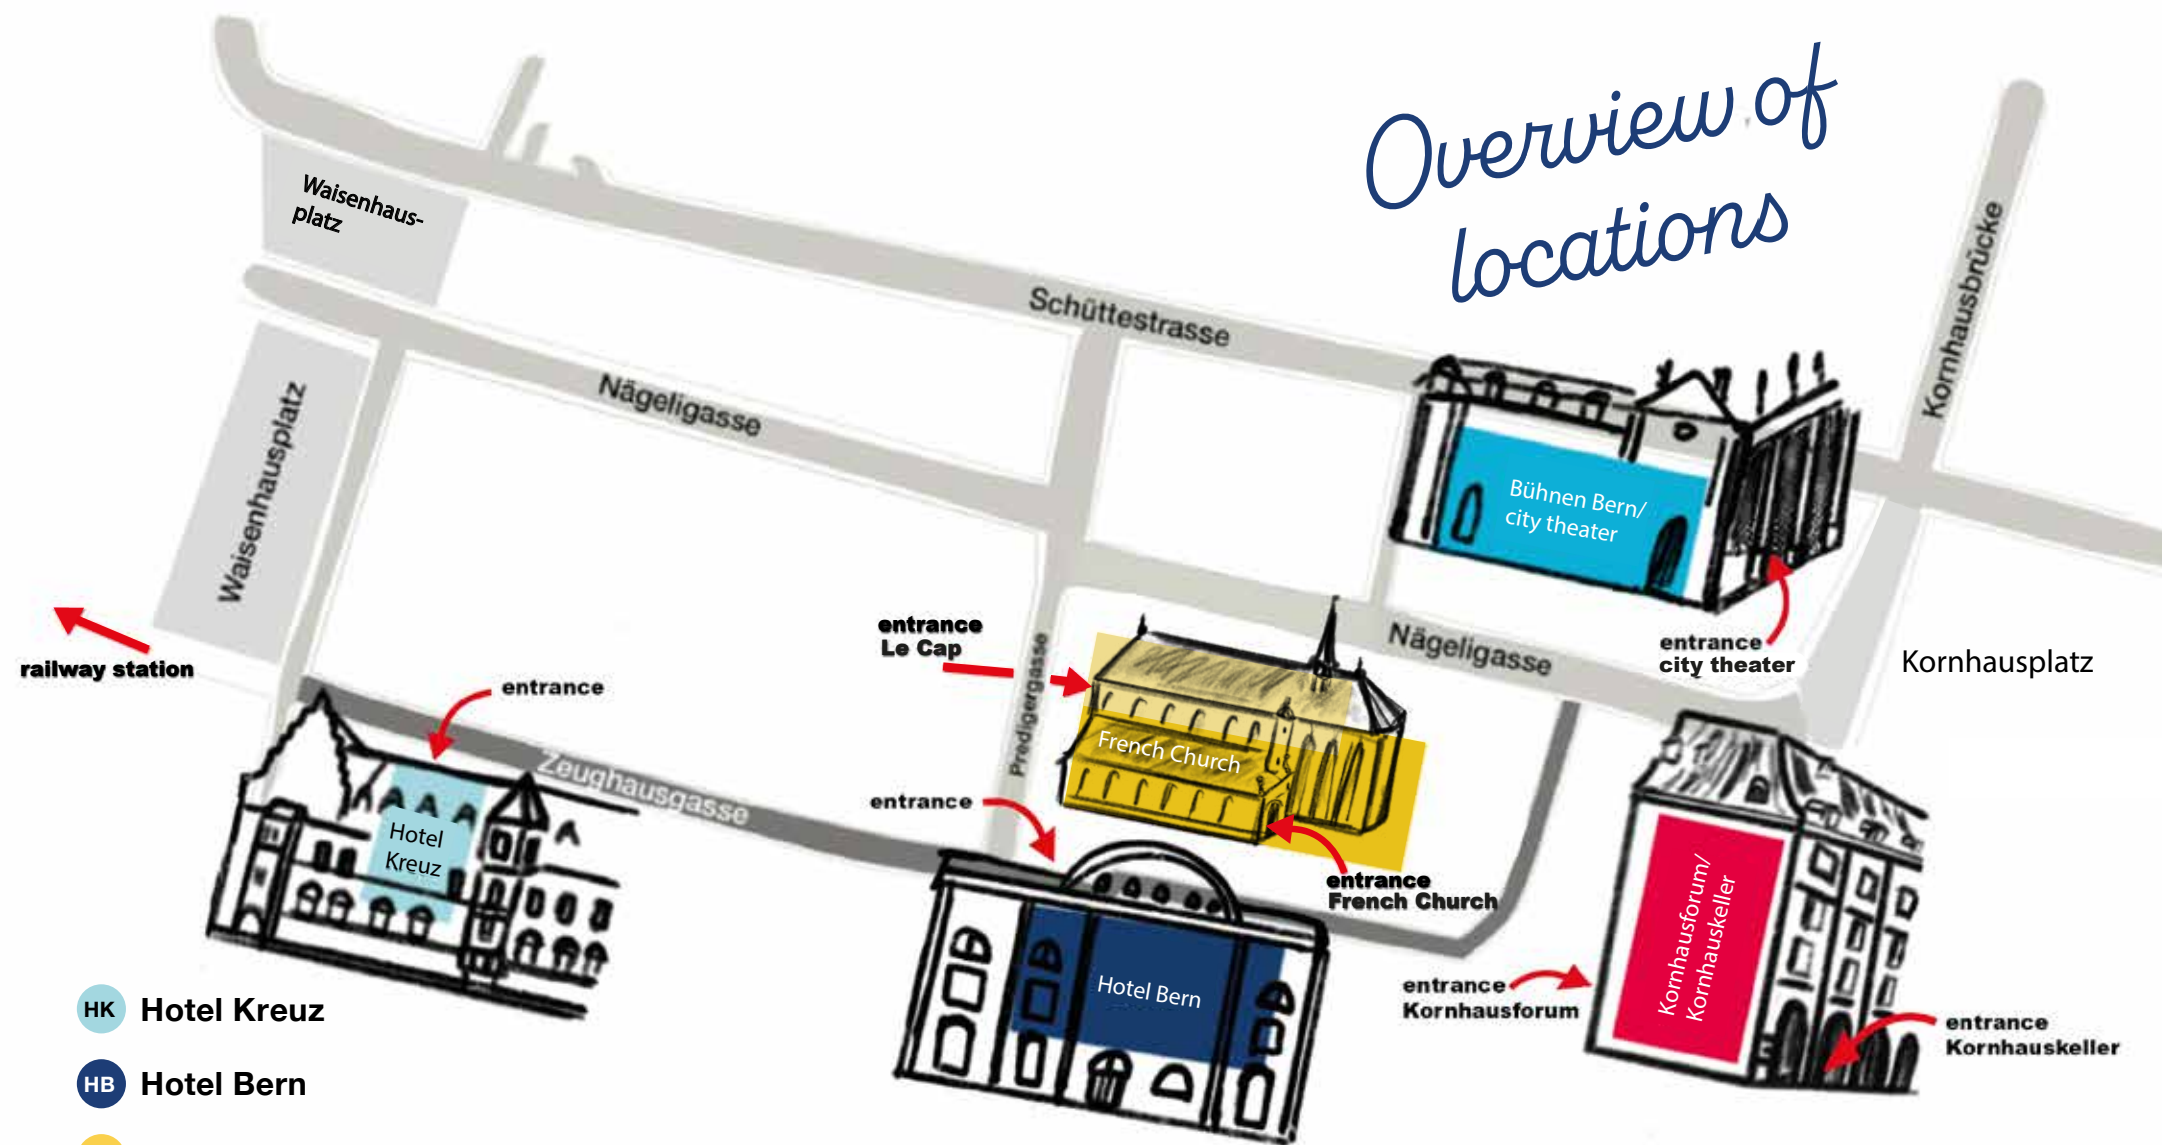 Overview of
locations
Waisenhaus-
platz
Schüttestrasse
Kornhausbrücke
Nägeligasse
Waisenhausplatz
Bühnen Bern/
city theater
entrance
city theater
Kornhausplatz
Nägeligasse
entrance
Le Cap
railway station
entrance
Predigergasse
French Church
Zeughausgasse
entrance
Hotel
Kreuz
entrance
French Church
Kornhausforum/
Kornhauskeller
Hotel Bern
entrance
Kornhausforum
entrance
Kornhauskeller
HK Hotel Kreuz
HB Hotel Bern